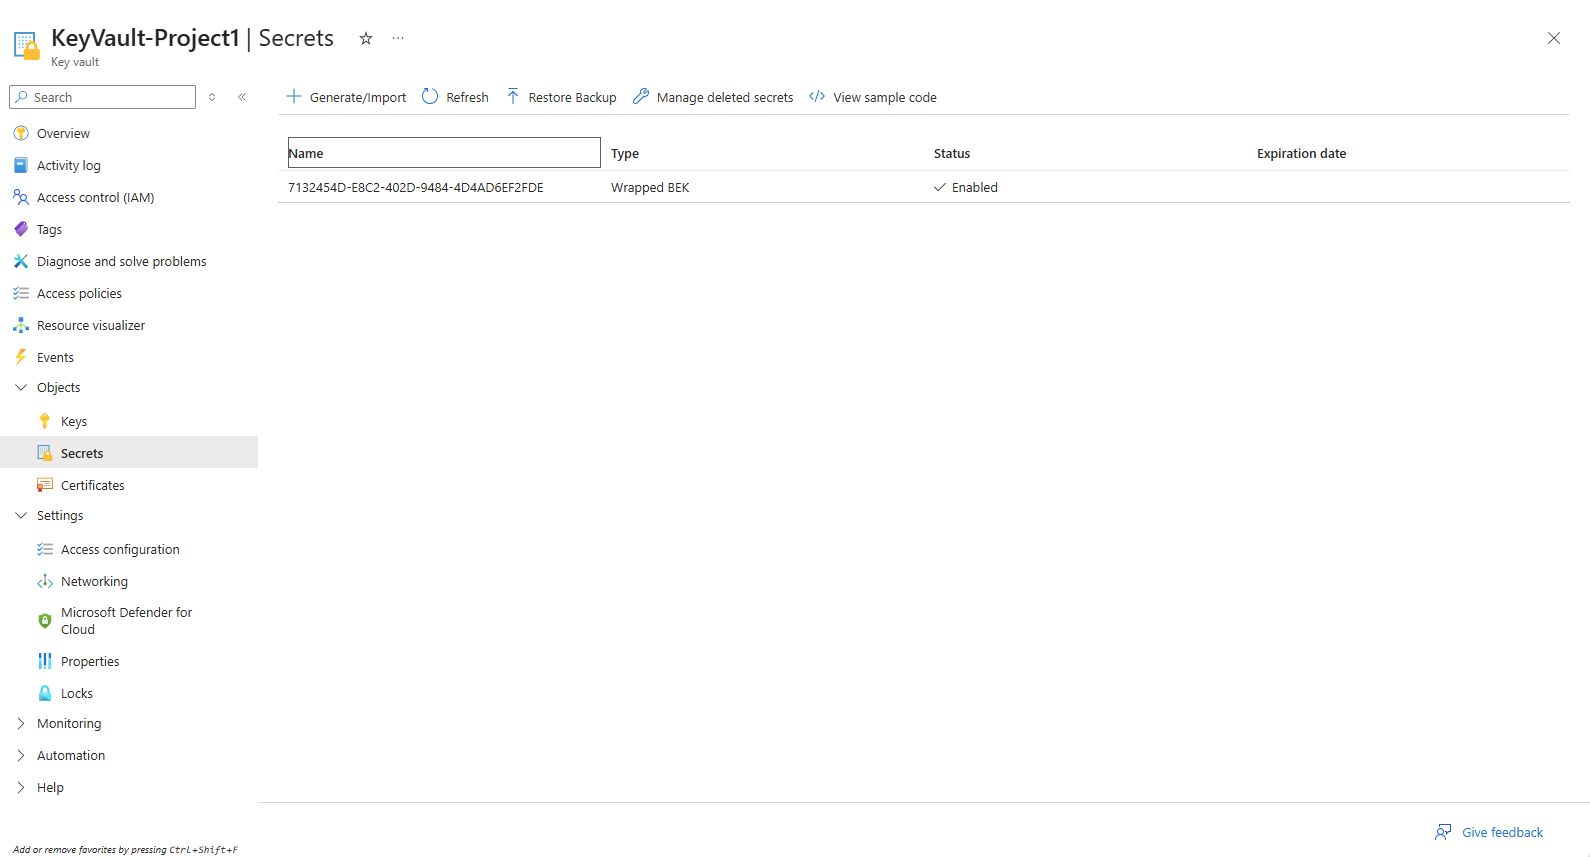 KeyVault-Project1 | Secrets
Key vault
Search
Generate/Import Refresh Restore Backup Manage deleted secrets View sample code
Overview
Activity log
Access control (IAM)
Tags
Diagnose and solve problems
Access policies
Resource visualizer
Events
Objects
Keys
Secrets
Certificates
Settings
Access configuration
Networking
Microsoft Defender for
Cloud
Properties
Locks
Monitoring
Automation
Help
Name Type Status Expiration date
7132454D-E8C2-402D-9484-4D4AD6EF2FDE Wrapped BEK Enabled
Give feedback
Add or remove favorites by pressing Ctrl+Shift+F